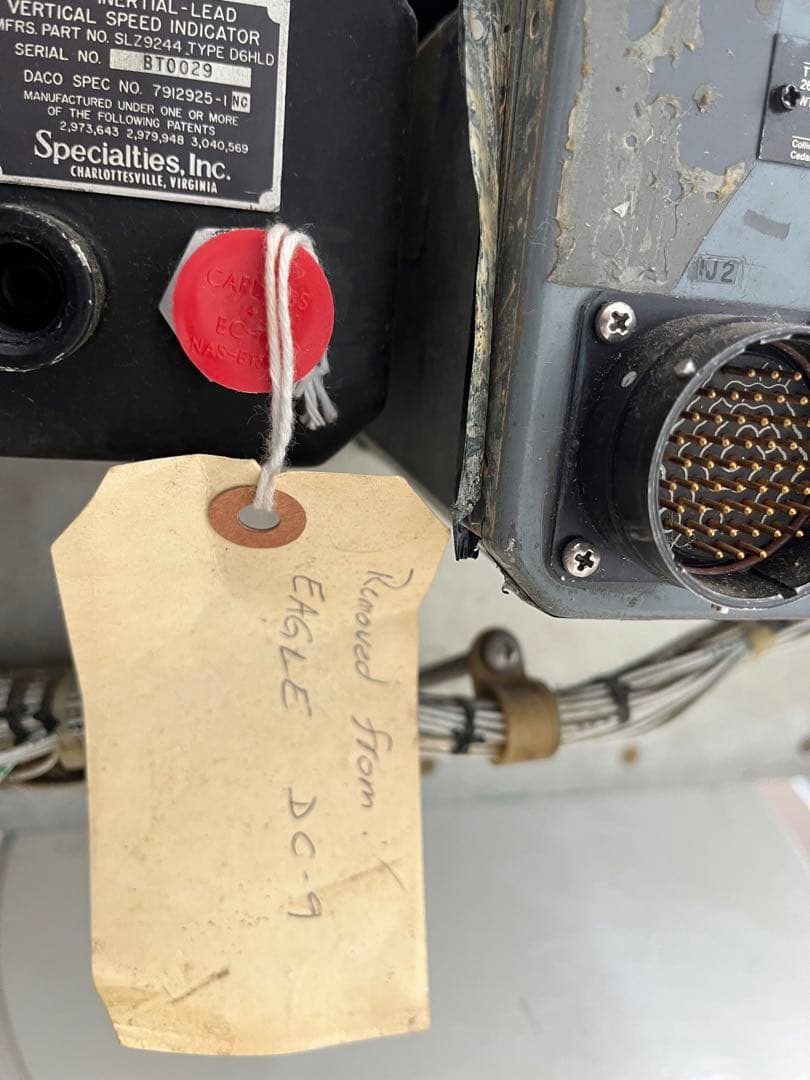 INERTIAL-LEAD
VERTICAL SPEED INDICATOR
MFRS. PART NO. SLZ9244 TYPE D6HLD
SERIAL NO. BT0029
DACO SPEC NO. 7912925-1 NC
MANUFACTURED UNDER ONE OR MORE
OF THE FOLLOWING PATENTS
2,973,643 2,979,948 3,040,569
Specialties, Inc.
CHARLOTTESVILLE, VIRGINIA
EC-
NAS-
J2
Removed from:
EAGLE DC-9